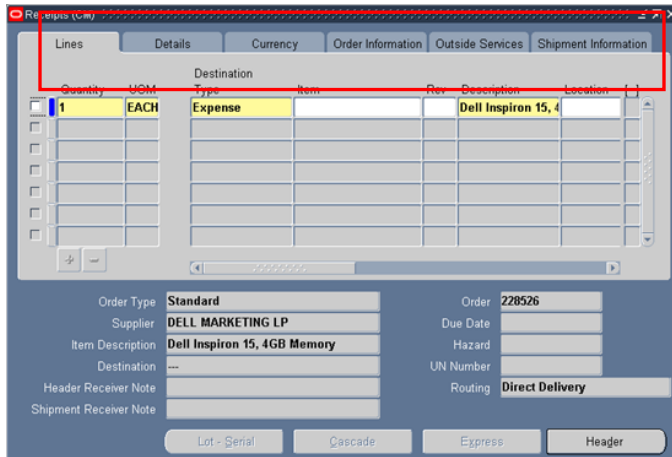 Receipts (CM)
Lines Details Currency Order Information Outside Services Shipment Information
Destination
Quantity UOM Type Item Rev Description Location [ ]
1 EACH Expense Dell Inspiron 15, 4
Order Type Standard Order 228526
Supplier DELL MARKETING LP Due Date
Item Description Dell Inspiron 15, 4GB Memory Hazard
Destination --- UN Number
Header Receiver Note Routing Direct Delivery
Shipment Receiver Note
Lot - Serial Cascade Express Header